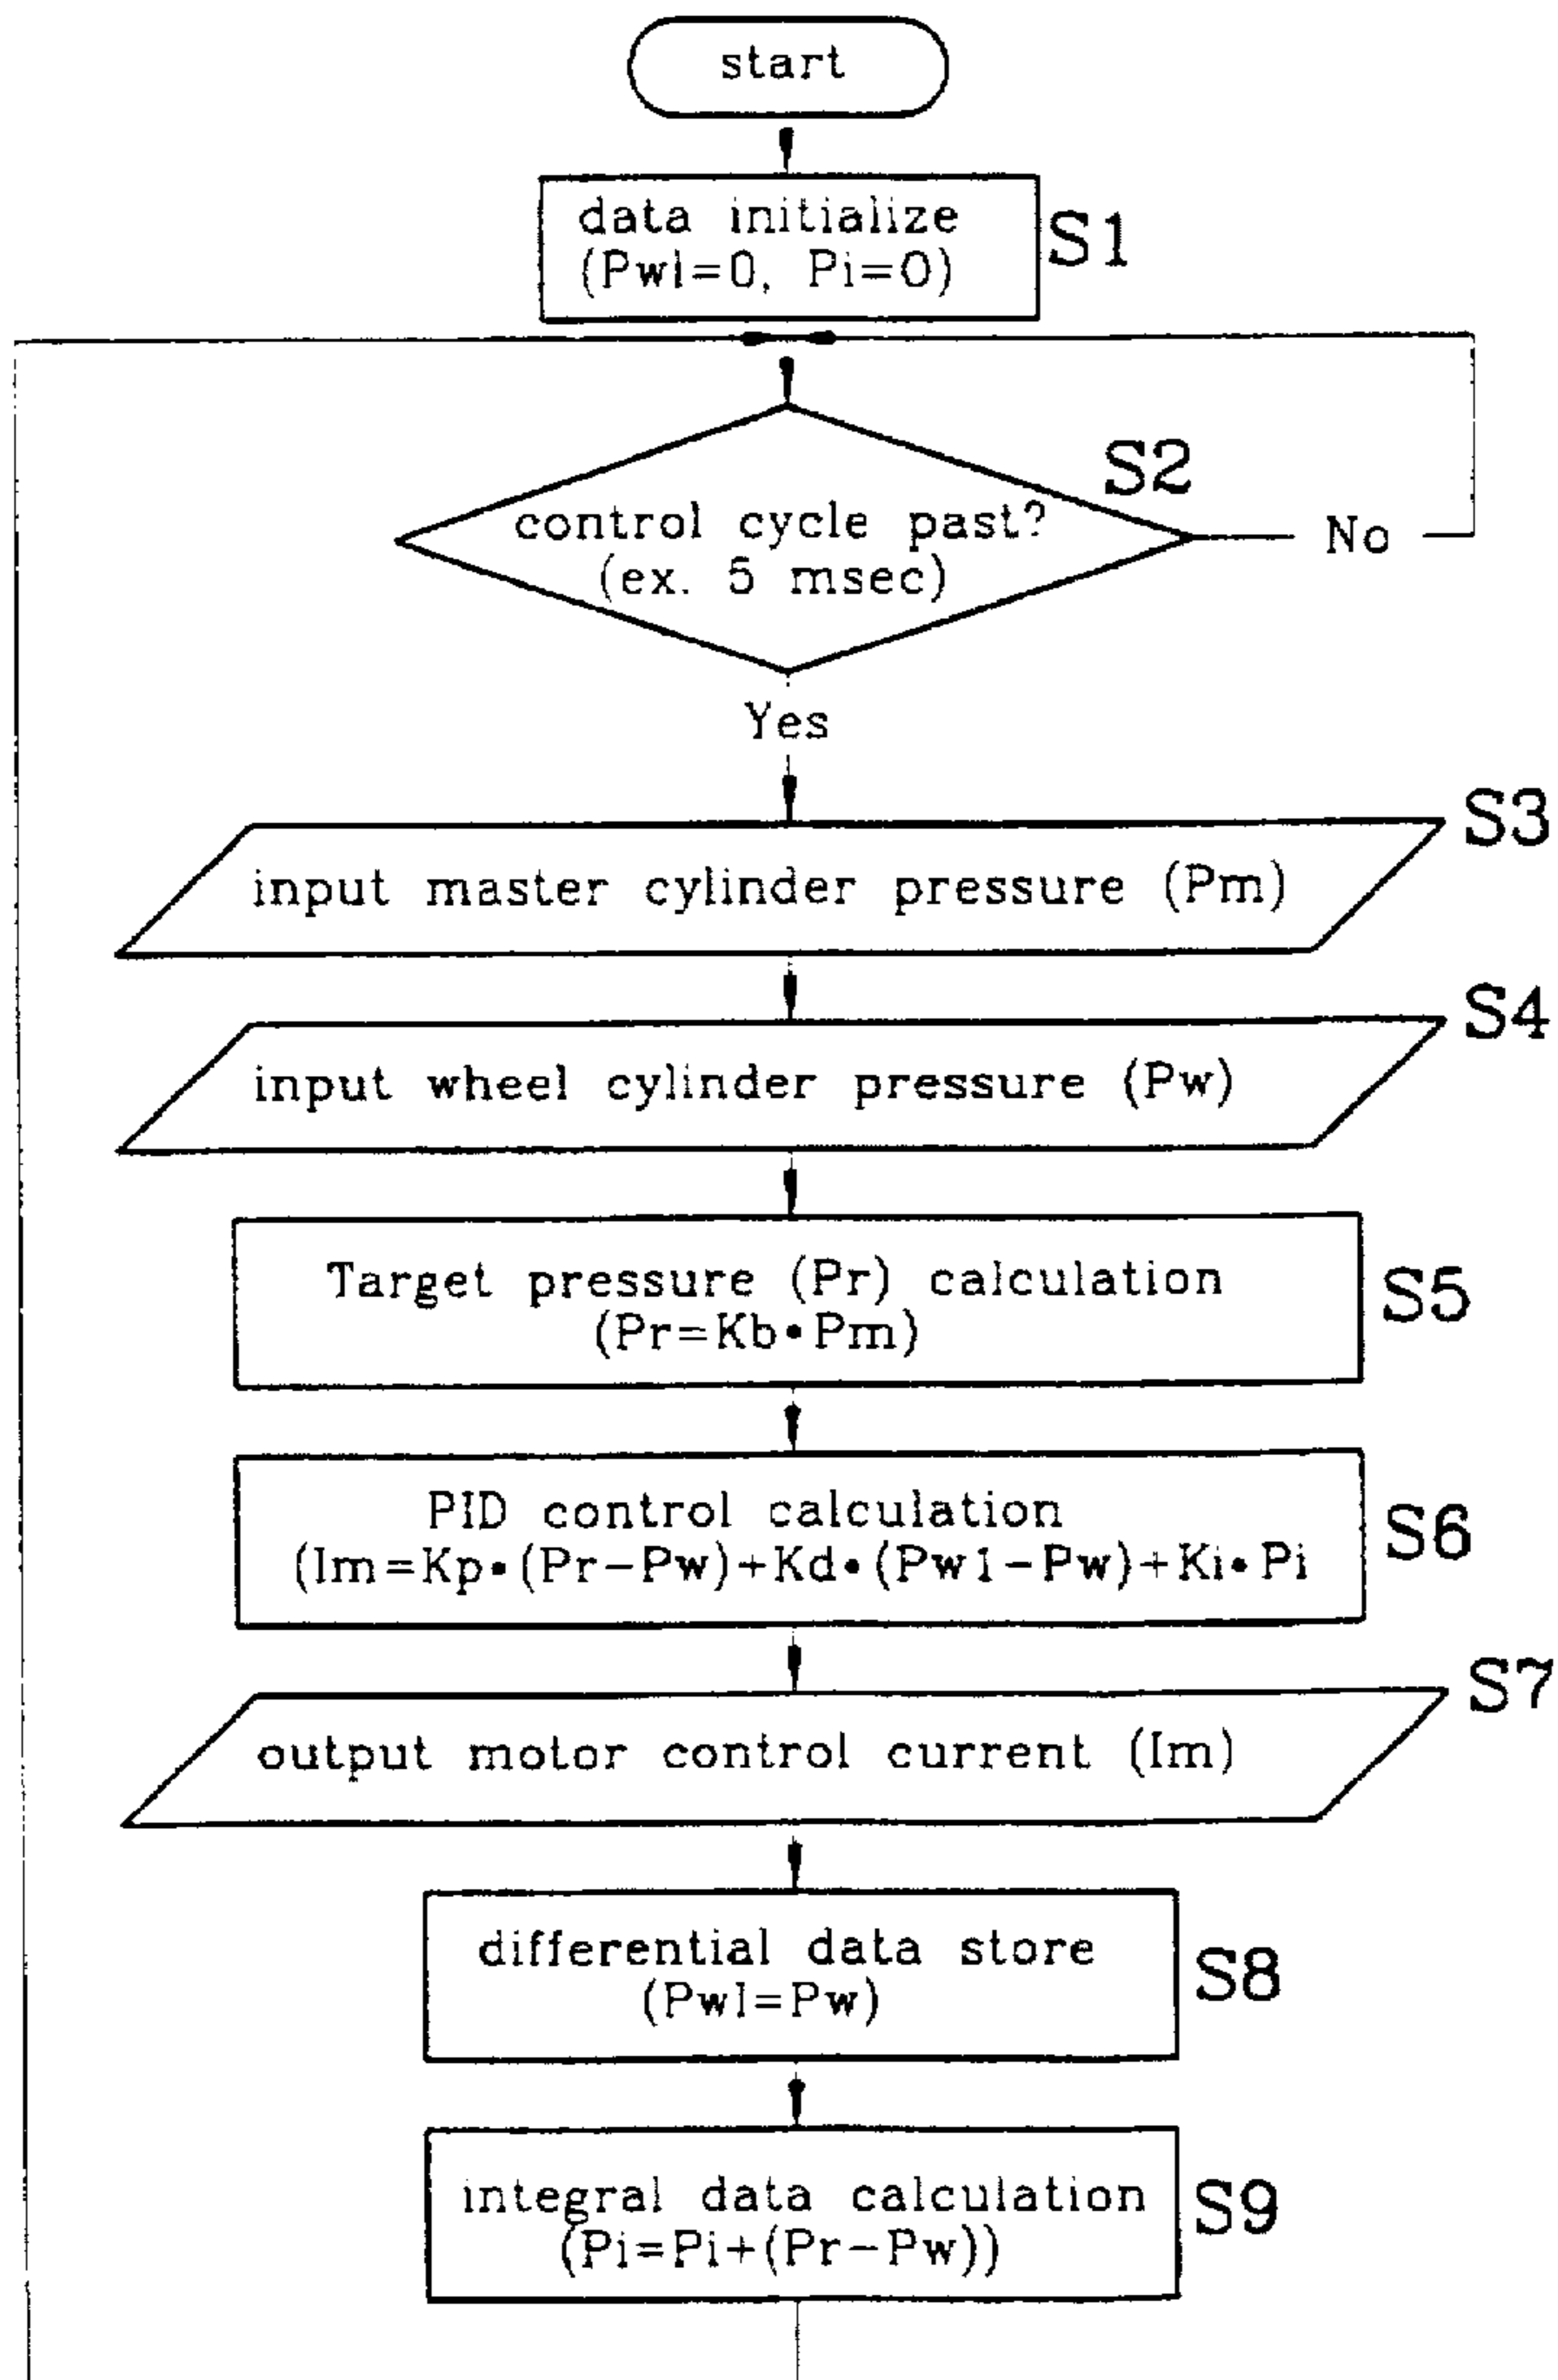 start
data initialize
(Pw1=0, Pi=0)
S1
S2
control cycle past?
(ex. 5 msec)
No
Yes
S3
input master cylinder pressure (Pm)
S4
input wheel cylinder pressure (Pw)
Target pressure (Pr) calculation
(Pr=Kb•Pm)
S5
PID control calculation
(Im=Kp•(Pr-Pw)+Kd•(Pw1-Pw)+Ki•Pi
S6
S7
output motor control current (Im)
differential data store
(Pw1=Pw)
S8
integral data calculation
(Pi=Pi+(Pr-Pw))
S9